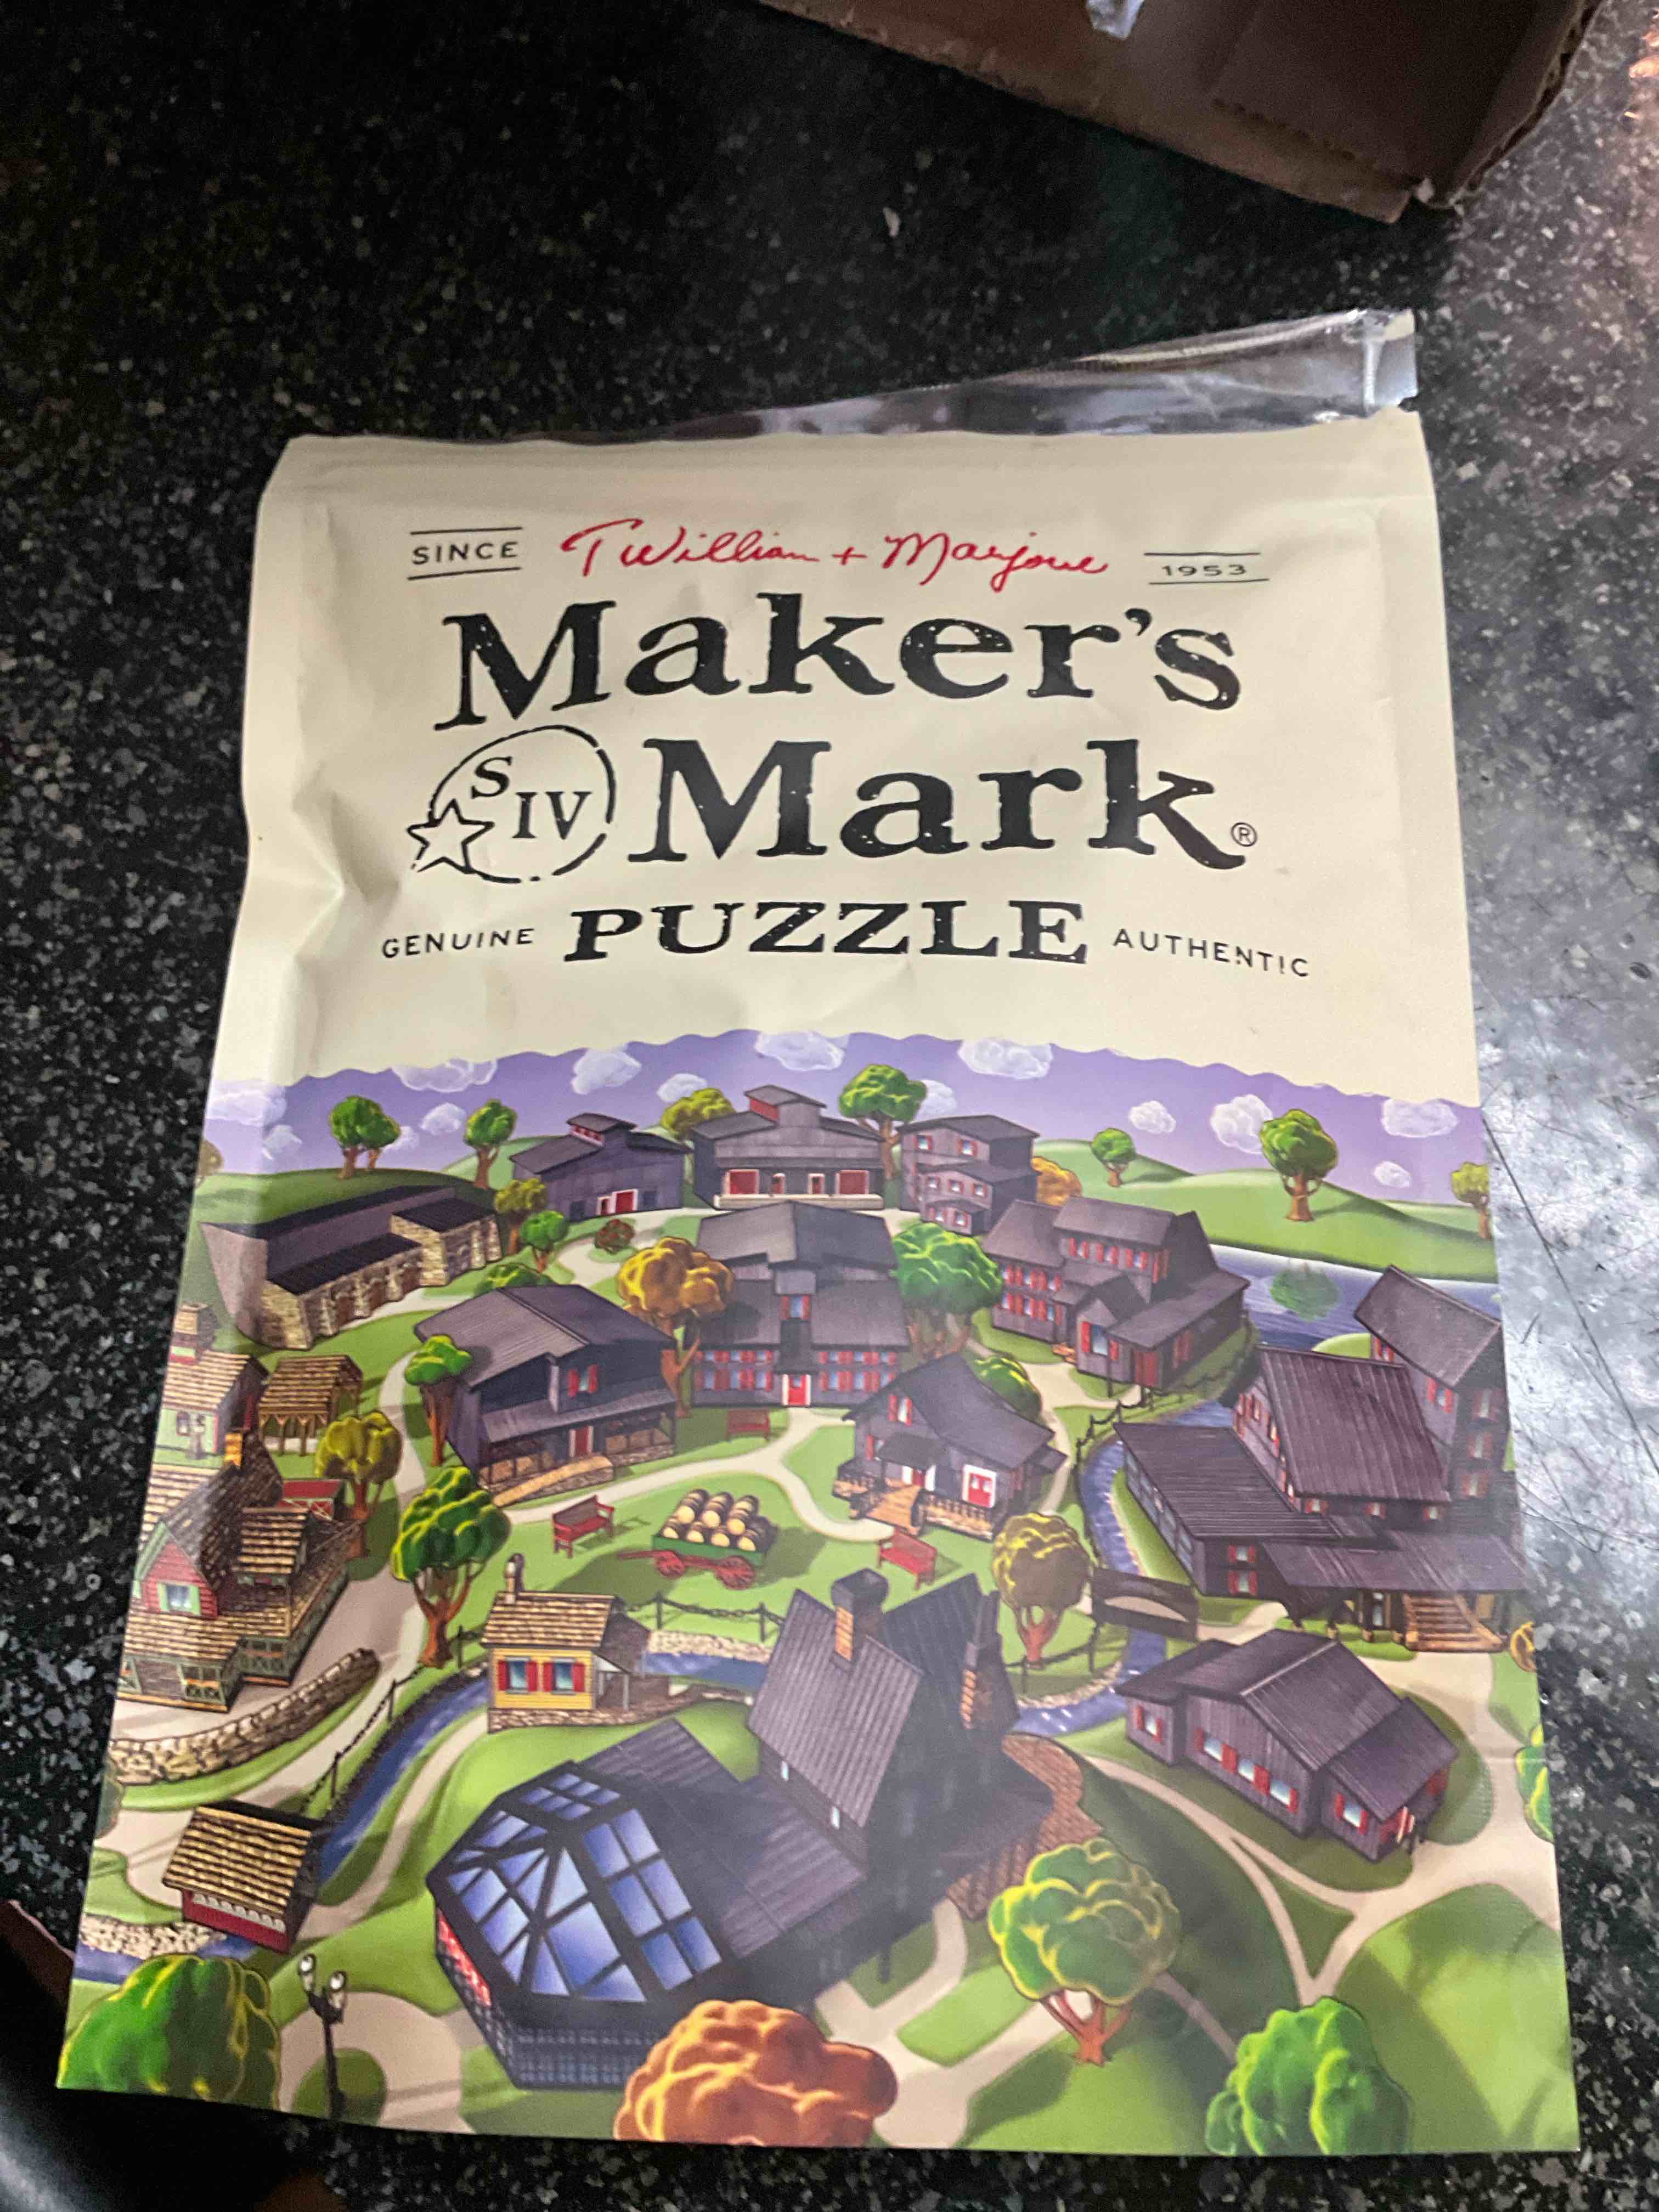 SINCE T William + Marjorie 1953
Maker's
S IV Mark®
GENUINE PUZZLE AUTHENTIC